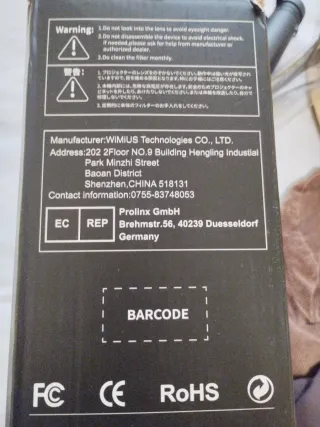 Warning:
1.Do not look into the lens to avoid eyesight danger.
2.Do not disassemble the device to avoid electrical shock.
If needed,please ask for help from manufacturer or
authorized dealer.
3.Do clean the filter monthly.
警告:
Manufacturer:WiMiUS Technologies CO., LTD.
Address:202 2Floor NO.9 Building Hengling Industial
Park Minzhi Street
Baoan District
Shenzhen,CHINA 518131
Contact information:0755-83748053
EC REP
Prolinx GmbH
Brehmstr.56, 40239 Duesseldorf
Germany
BARCODE
FC CE RoHS